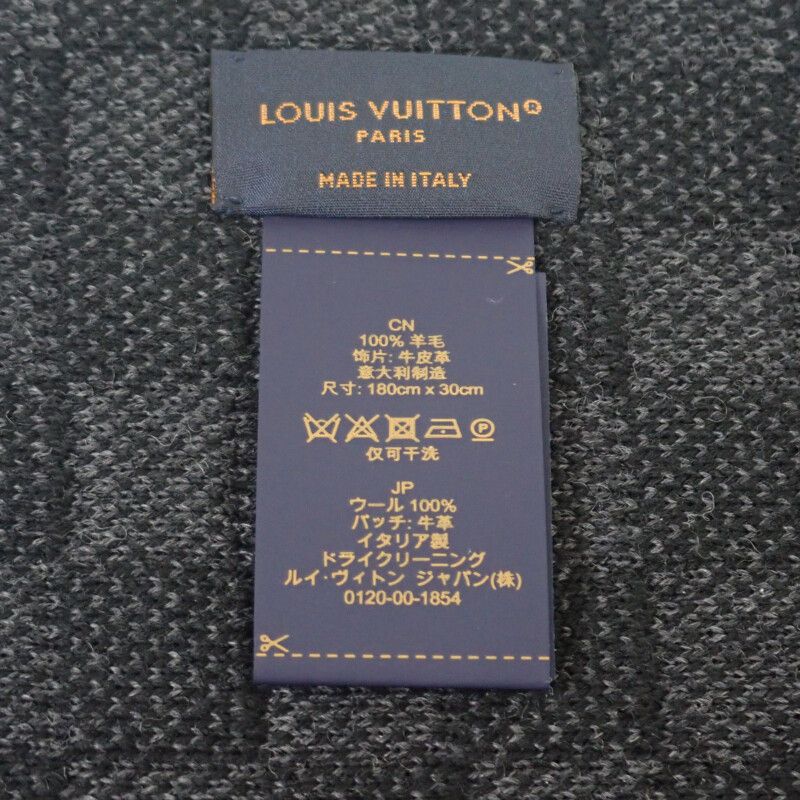 LOUIS VUITTON®
PARIS
MADE IN ITALY
CN
100% 羊毛
饰片: 牛皮革
意大利制造
尺寸: 180cm x 30cm
P
仅可干洗
JP
ウール 100%
パッチ: 牛革
イタリア製
ドライクリーニング
ルイ·ヴィトン ジャパン(株)
0120-00-1854